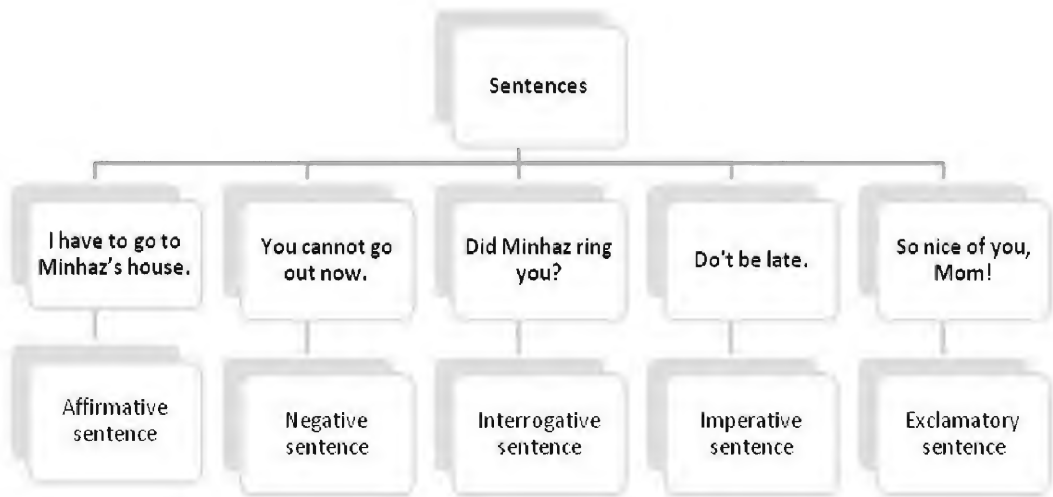 Sentences
I have to go to
Minhaz's house.
You cannot go
out now.
Did Minhaz ring
you?
Do't be late.
So nice of you,
Mom!
Affirmative
sentence
Negative
sentence
Interrogative
sentence
Imperative
sentence
Exclamatory
sentence